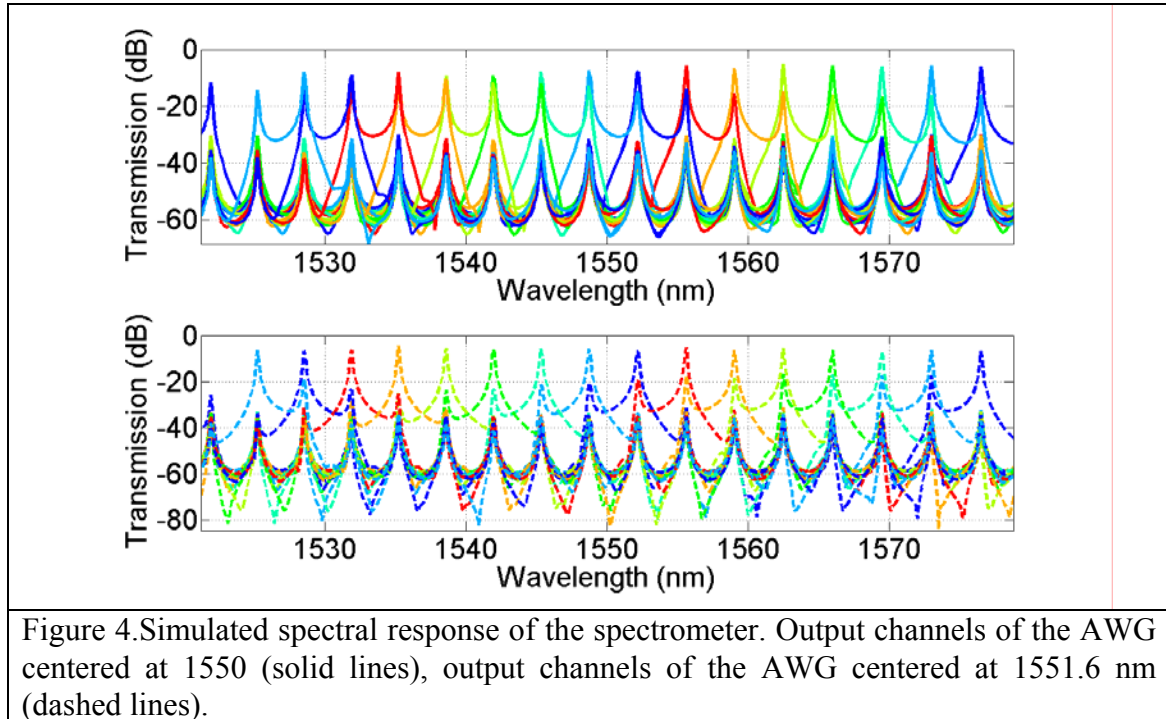 0
-20
-40
-60
Transmission (dB)
1530 1540 1550 1560 1570
Wavelength (nm)
0
-20
-40
-60
-80
Transmission (dB)
1530 1540 1550 1560 1570
Wavelength (nm)
Figure 4.Simulated spectral response of the spectrometer. Output channels of the AWG
centered at 1550 (solid lines), output channels of the AWG centered at 1551.6 nm
(dashed lines).